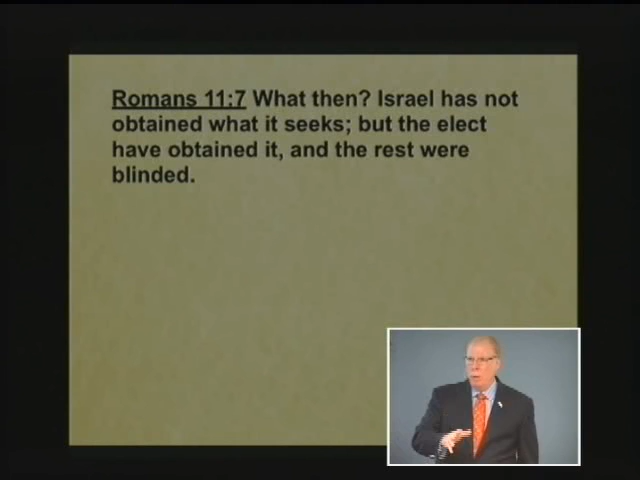 Romans 11:7 What then? Israel has not
obtained what it seeks; but the elect
have obtained it, and the rest were
blinded.